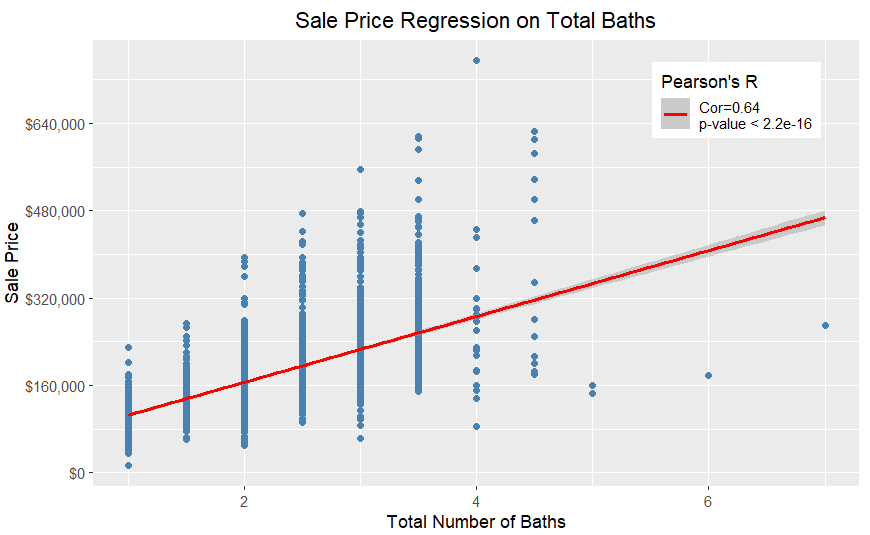 Sale Price Regression on Total Baths
Pearson's R
Cor=0.64
p-value < 2.2e-16
$640,000
$480,000
$320,000
$160,000
$0
Sale Price
2
4
6
Total Number of Baths